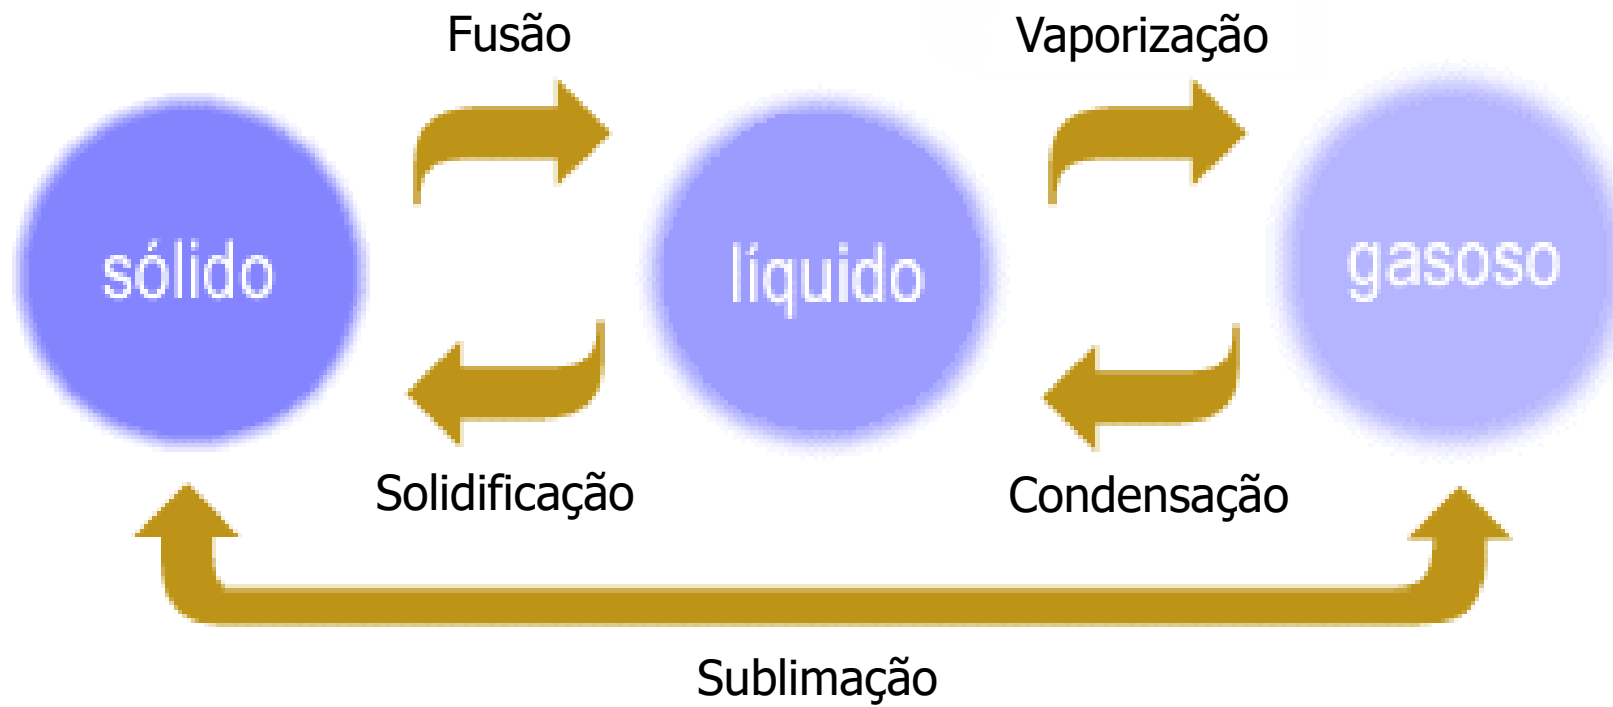 Fusão
Vaporização
sólido
líquido
gasoso
Solidificação
Condensação
Sublimação